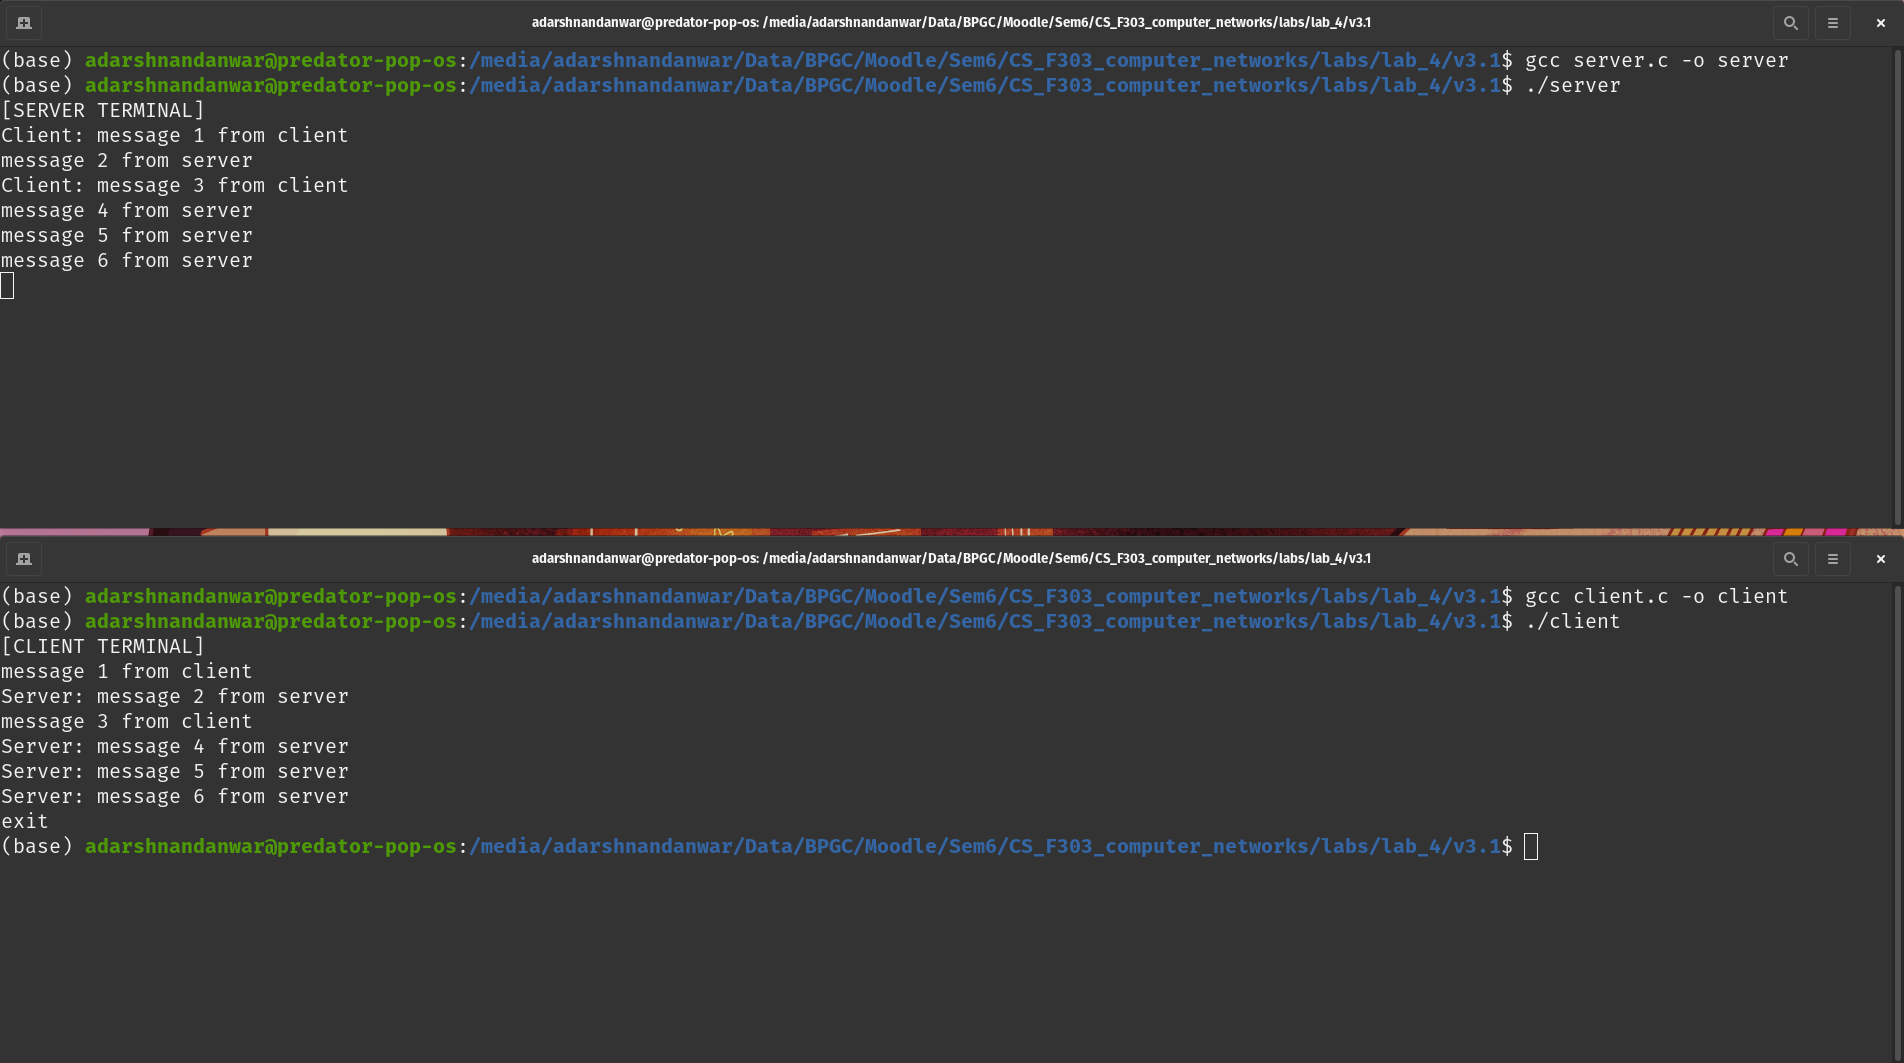 adarshnandanwar@predator-pop-os: /media/adarshnandanwar/Data/BPGC/Moodle/Sem6/CS_F303_computer_networks/labs/lab_4/v3.1
(base) adarshnandanwar@predator-pop-os:/media/adarshnandanwar/Data/BPGC/Moodle/Sem6/CS_F303_computer_networks/labs/lab_4/v3.1$ gcc server.c -o server
(base) adarshnandanwar@predator-pop-os:/media/adarshnandanwar/Data/BPGC/Moodle/Sem6/CS_F303_computer_networks/labs/lab_4/v3.1$ ./server
[SERVER TERMINAL]
Client: message 1 from client
message 2 from server
Client: message 3 from client
message 4 from server
message 5 from server
message 6 from server
adarshnandanwar@predator-pop-os: /media/adarshnandanwar/Data/BPGC/Moodle/Sem6/CS_F303_computer_networks/labs/lab_4/v3.1
(base) adarshnandanwar@predator-pop-os:/media/adarshnandanwar/Data/BPGC/Moodle/Sem6/CS_F303_computer_networks/labs/lab_4/v3.1$ gcc client.c -o client
(base) adarshnandanwar@predator-pop-os:/media/adarshnandanwar/Data/BPGC/Moodle/Sem6/CS_F303_computer_networks/labs/lab_4/v3.1$ ./client
[CLIENT TERMINAL]
message 1 from client
Server: message 2 from server
message 3 from client
Server: message 4 from server
Server: message 5 from server
Server: message 6 from server
exit
(base) adarshnandanwar@predator-pop-os:/media/adarshnandanwar/Data/BPGC/Moodle/Sem6/CS_F303_computer_networks/labs/lab_4/v3.1$